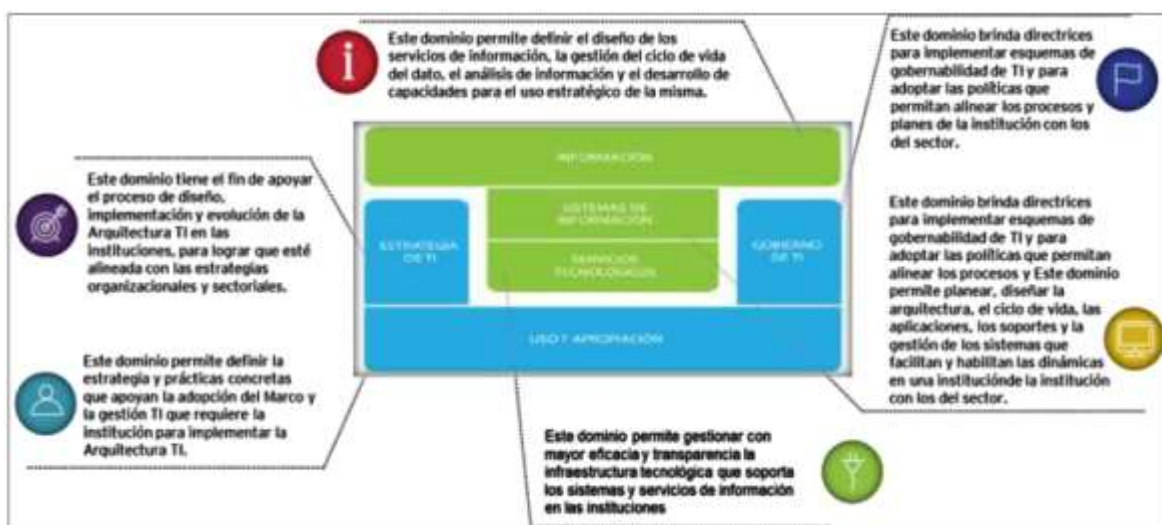 i
Este dominio permite definir el diseño de los
servicios de información, la gestión del ciclo de vida
del dato, el análisis de información y el desarrollo de
capacidades para el uso estratégico de la misma.
Este dominio brinda directrices
para implementar esquemas de
gobernabilidad de TI y para
adoptar las políticas que
permitan alinear los procesos y
planes de la institución con los
del sector.
Este dominio tiene el fin de apoyar
el proceso de diseño,
implementación y evolución de la
Arquitectura TI en las
instituciones, para lograr que esté
alineada con las estrategias
organizacionales y sectoriales.
INFORMACIÓN
SISTEMAS DE
INFORMACIÓN
ESTRATEGIA
DE TI
SERVICIOS
TECNOLÓGICOS
GOBIERNO
DE TI
USO Y APROPIACIÓN
Este dominio brinda directrices
para implementar esquemas de
gobernabilidad de TI y para
adoptar las políticas que permitan
alinear los procesos y Este dominio
permite planear, diseñar la
arquitectura, el ciclo de vida, las
aplicaciones, los soportes y la
gestión de los sistemas que
facilitan y habilitan las dinámicas
en una instituciónde la institución
con los del sector.
Este dominio permite definir la
estrategia y prácticas concretas
que apoyan la adopción del Marco y
la gestión TI que requiere la
institución para implementar la
Arquitectura TI.
Este dominio permite gestionar con
mayor eficacia y transparencia la
infraestructura tecnológica que soporta
los sistemas y servicios de información
en las instituciones